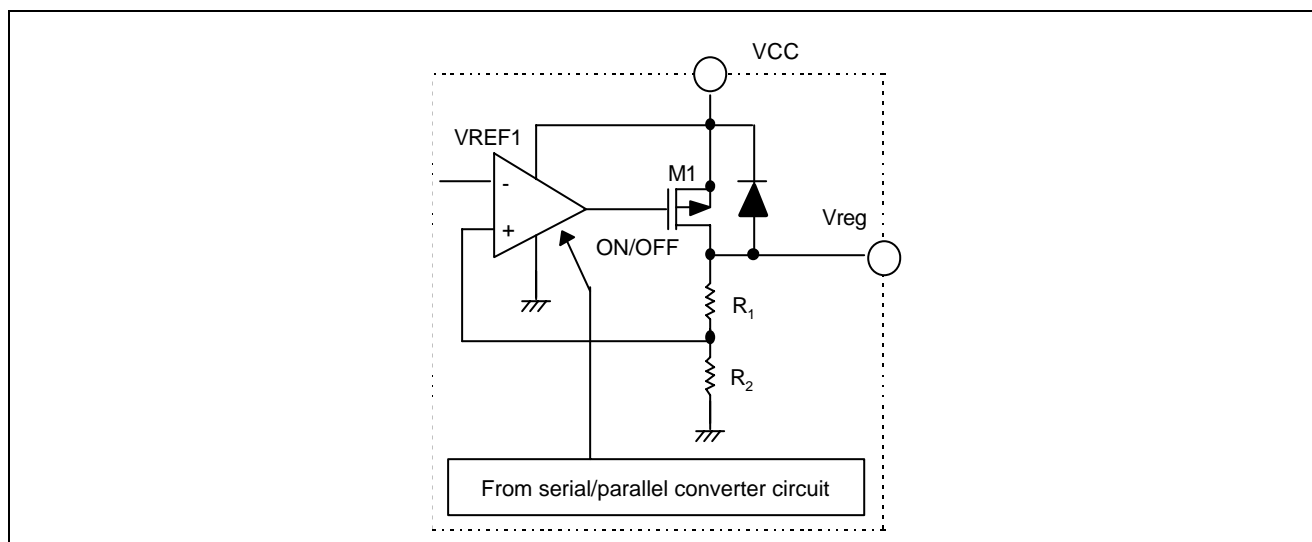 VCC
VREF1
-
+
M1
ON/OFF
Vreg
R₁
R₂
From serial/parallel converter circuit